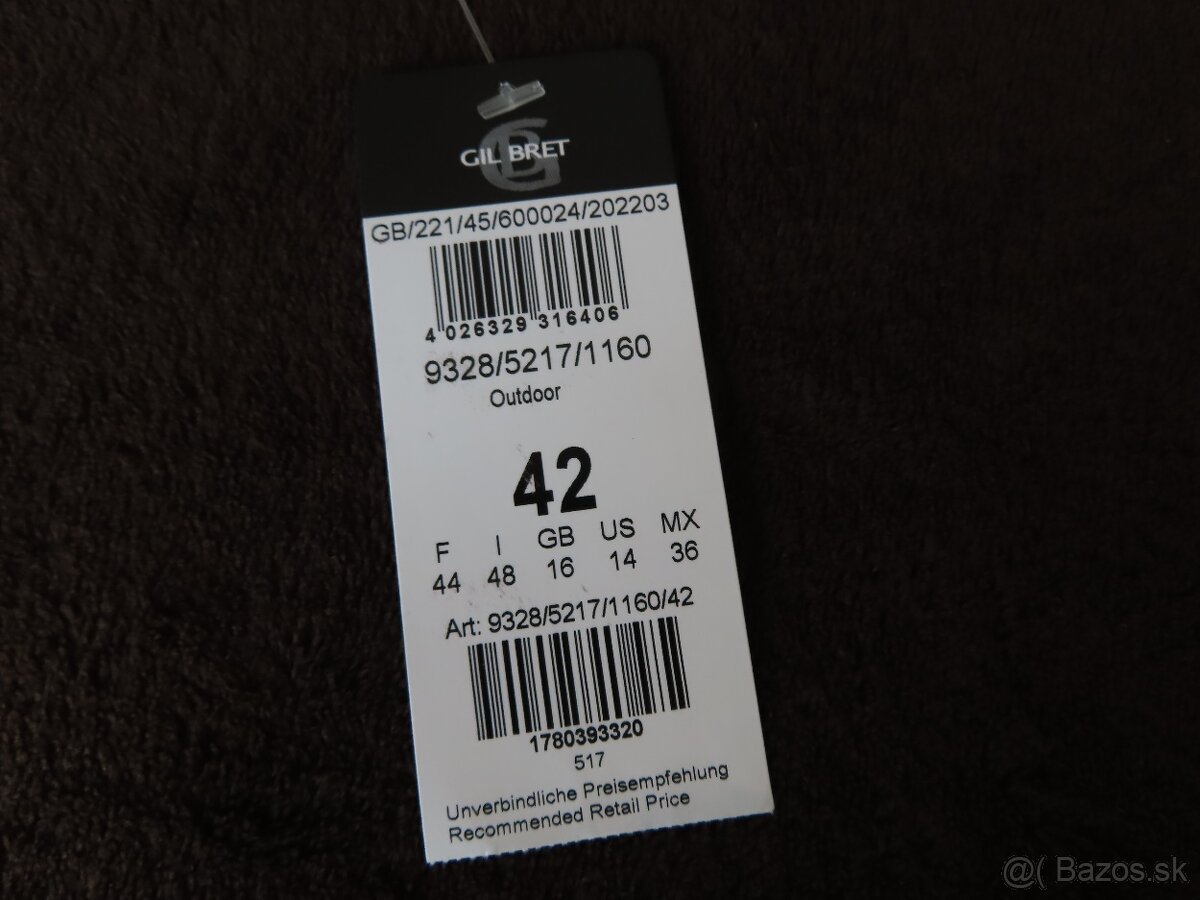 GIL BRET
GB/221/45/600024/202203
4 026329 316406
9328/5217/1160
Outdoor
42
F I GB US MX
44 48 16 14 36
Art: 9328/5217/1160/42
1780393320
517
Unverbindliche Preisempfehlung
Recommended Retail Price
@( Bazos.sk